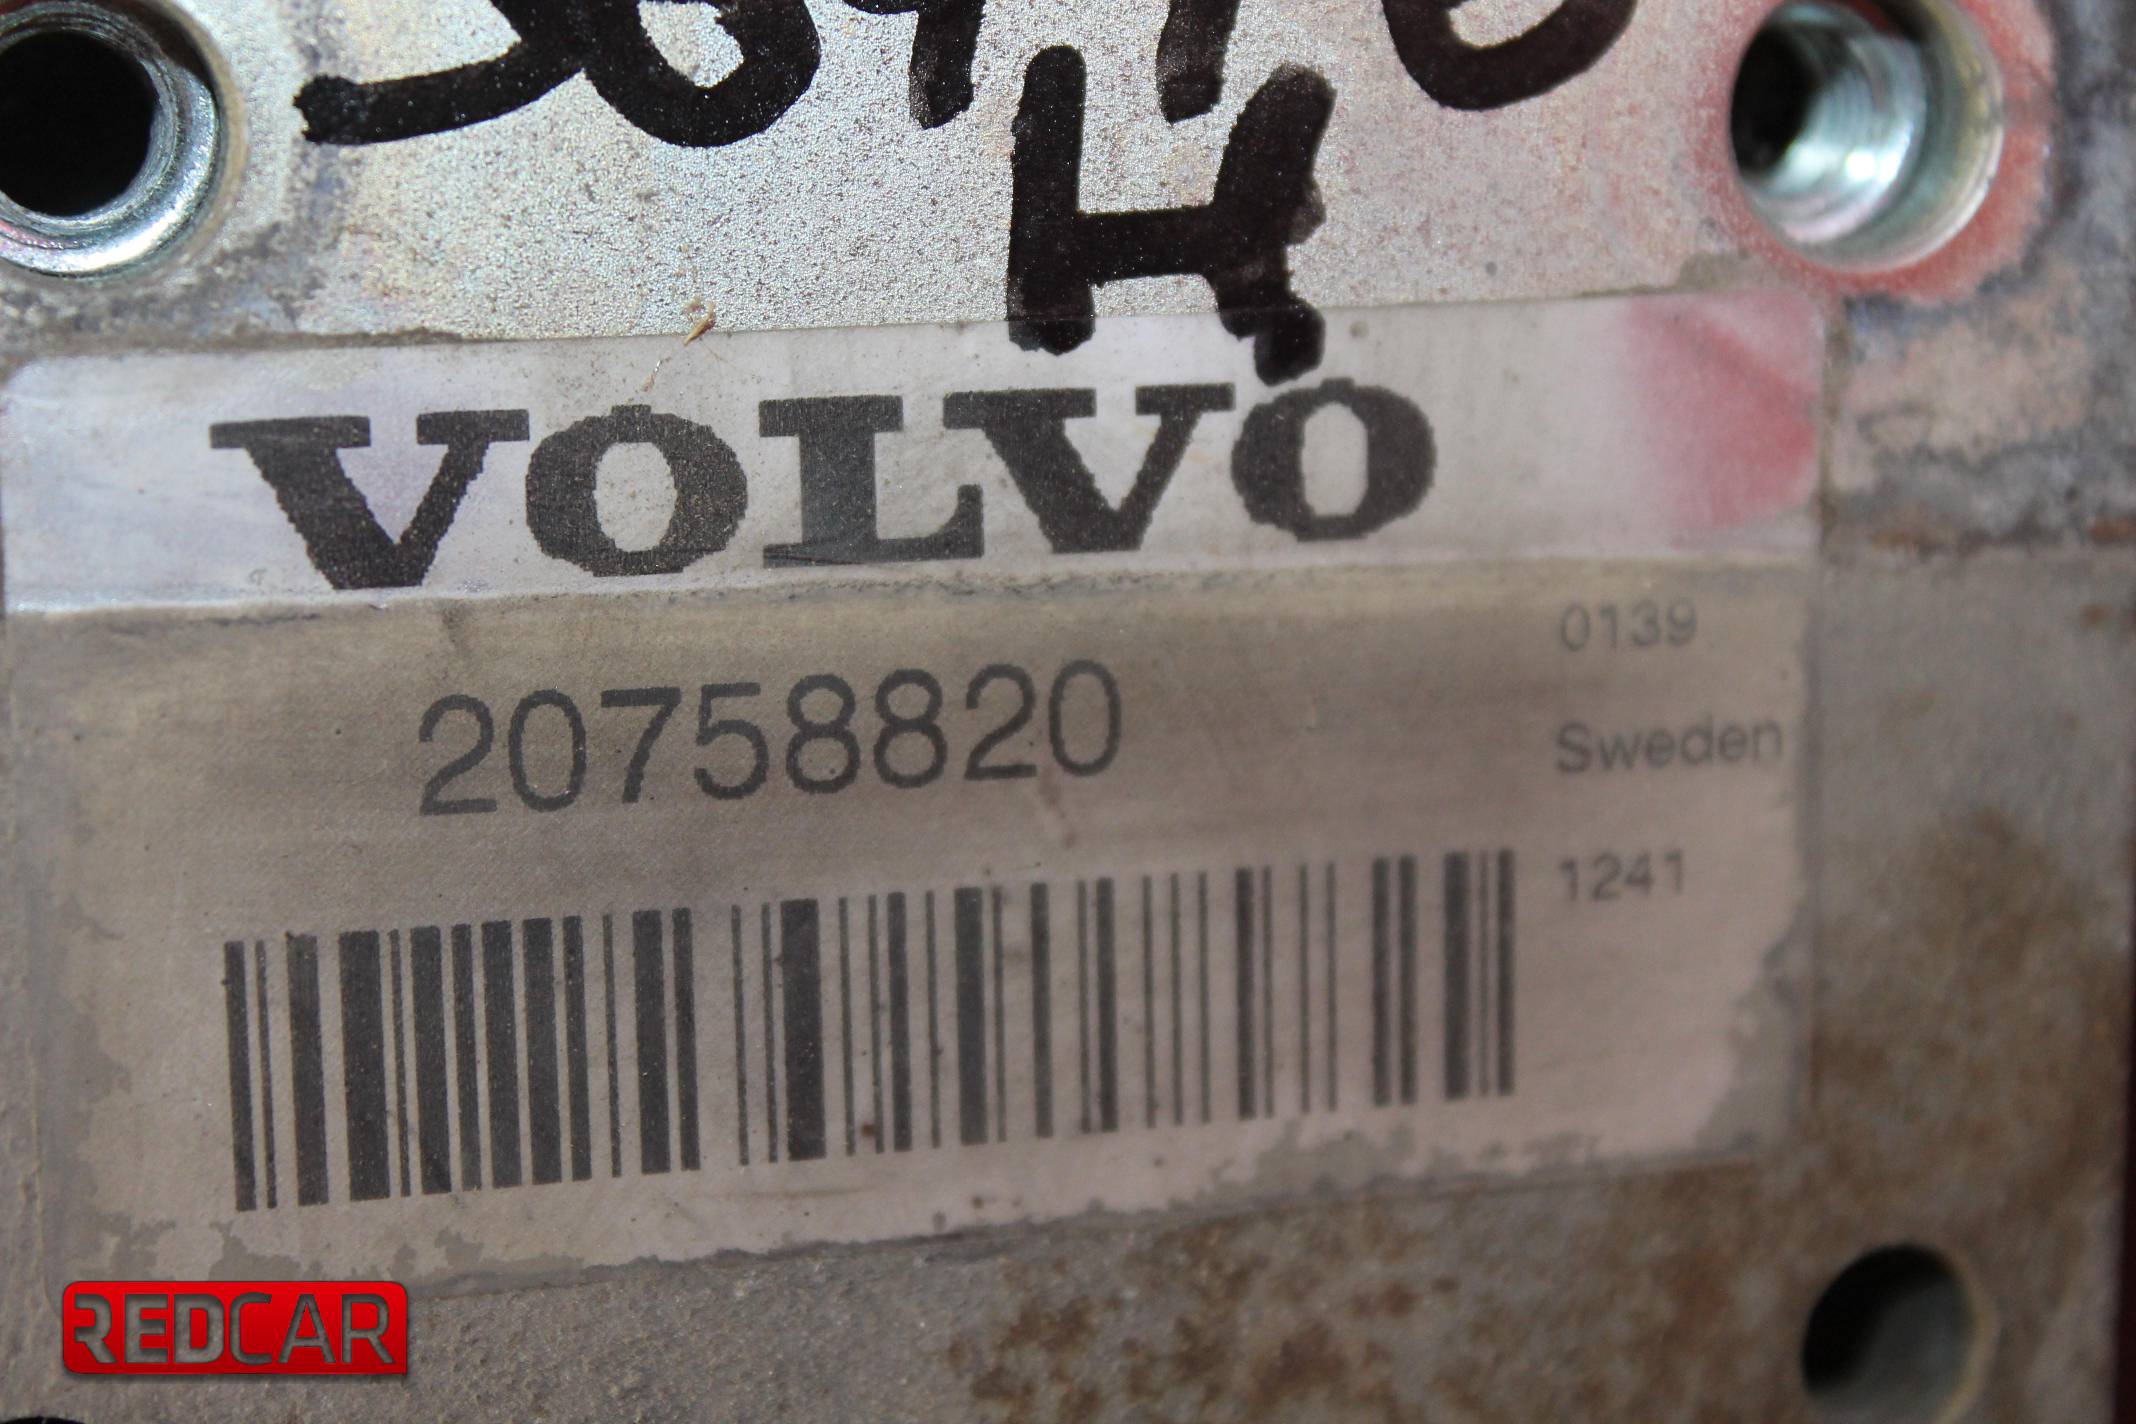 H
VOLVO
20758820
0139
Sweden
1241
REDCAR